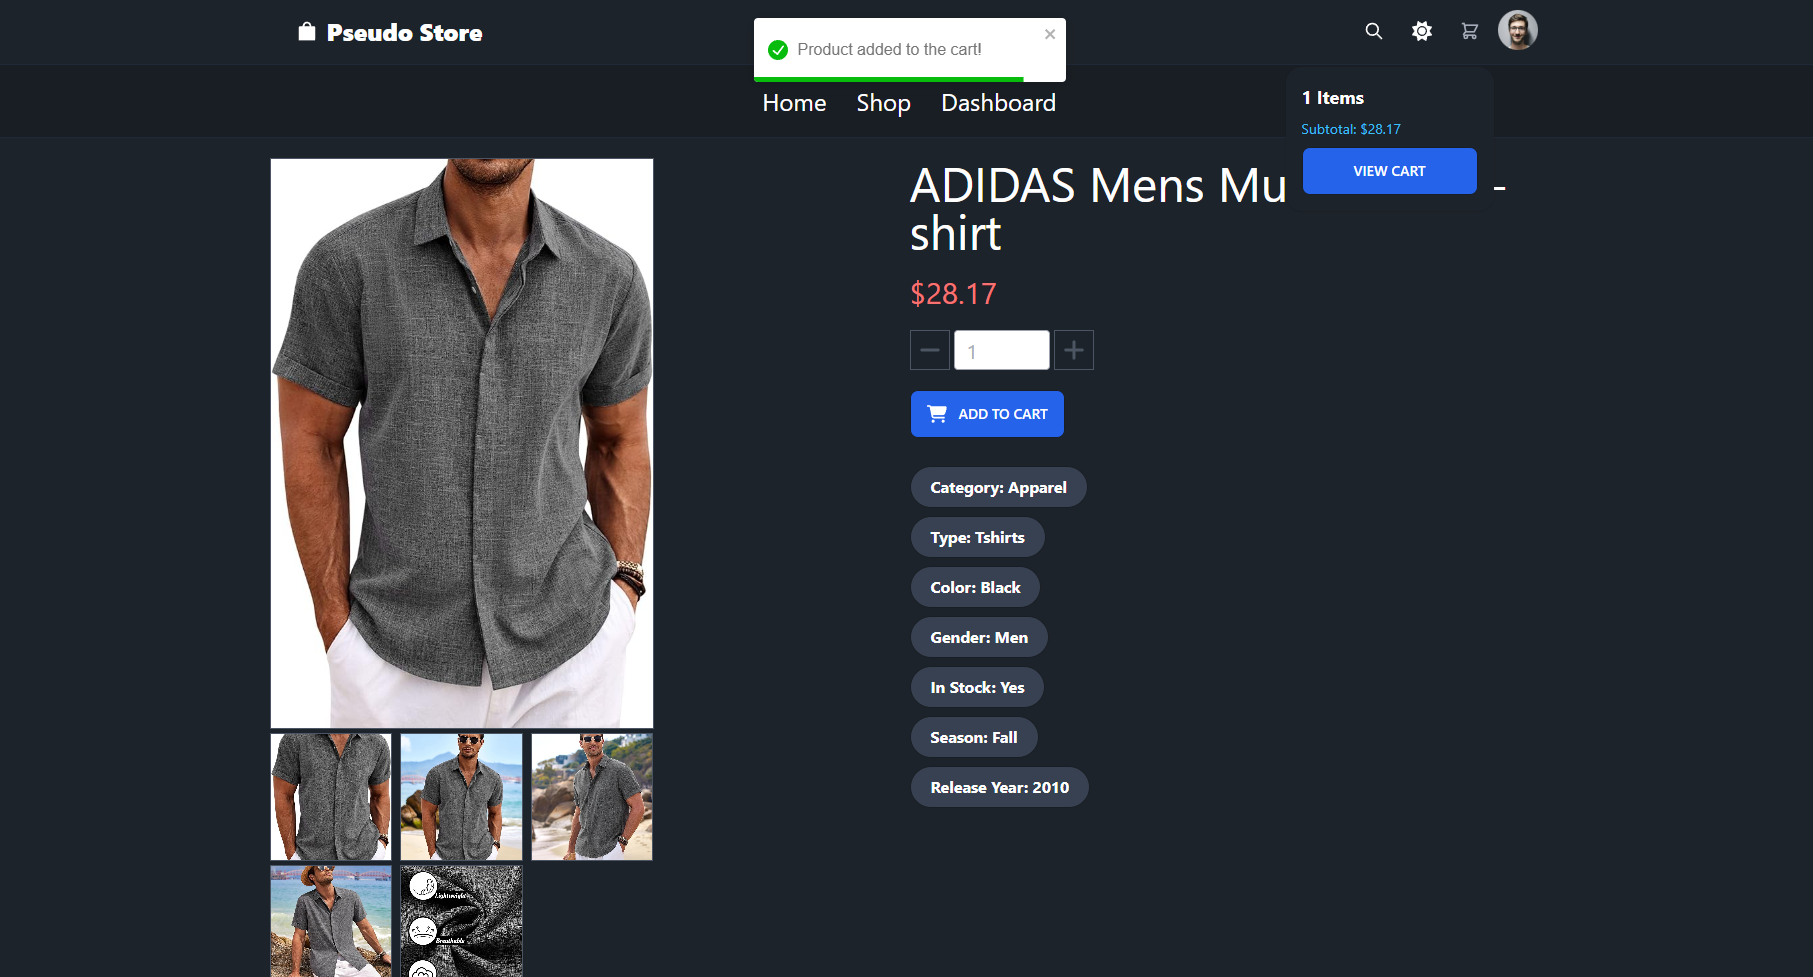 Pseudo Store
Product added to the cart!
Home Shop Dashboard
1 Items
Subtotal: $28.17
VIEW CART
ADIDAS Mens Mu -
shirt
$28.17
1
ADD TO CART
Category: Apparel
Type: Tshirts
Color: Black
Gender: Men
In Stock: Yes
Season: Fall
Release Year: 2010
Lightweight
Breathable